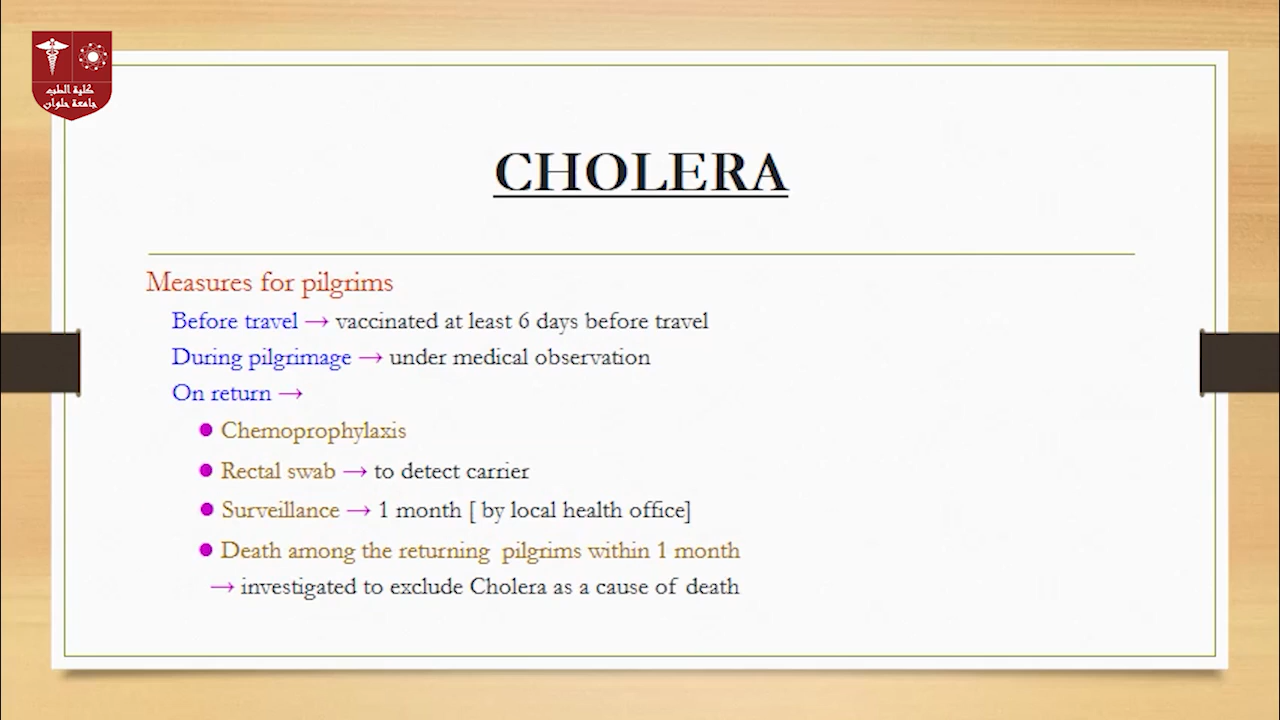 كلية الطب
جامعة حلوان
CHOLERA
Measures for pilgrims
Before travel → vaccinated at least 6 days before travel
During pilgrimage → under medical observation
On return →
● Chemoprophylaxis
● Rectal swab → to detect carrier
● Surveillance → 1 month [ by local health office]
● Death among the returning pilgrims within 1 month
→ investigated to exclude Cholera as a cause of death